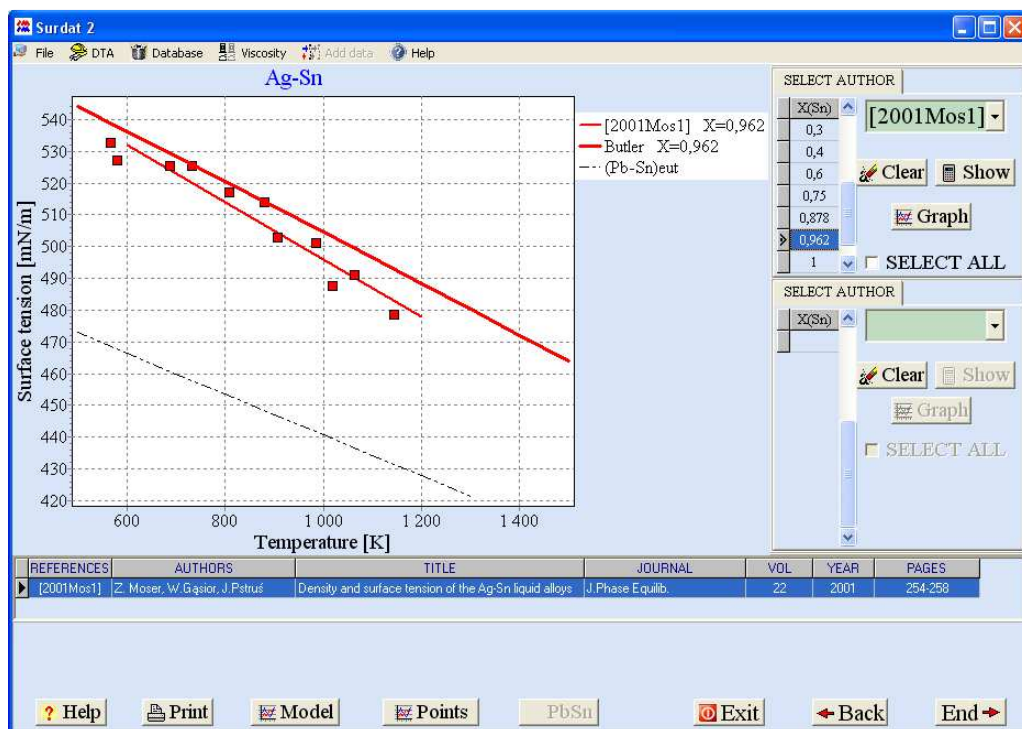 Surdat 2
File DTA Database Viscosity Add data Help
Ag-Sn
540
530
520
510
500
490
480
470
460
450
440
430
420
Surface tension [mN/m]
600 800 1 000 1 200 1 400
Temperature [K]
[2001Mos1] X=0,962
Butler X=0,962
(Pb-Sn)eut
SELECT AUTHOR
X(Sn)
0,3
0,4
0,6
0,75
0,878
0,962
1
[2001Mos1]
Clear Show
Graph
SELECT ALL
SELECT AUTHOR
X(Sn)
Clear Show
Graph
SELECT ALL
REFERENCES AUTHORS TITLE JOURNAL VOL YEAR PAGES
[2001Mos1] Z. Moser, W.Gąsior, J.Pstruś Density and surface tension of the Ag-Sn liquid alloys J.Phase Equilib. 22 2001 254-258
? Help Print Model Points PbSn Exit Back End